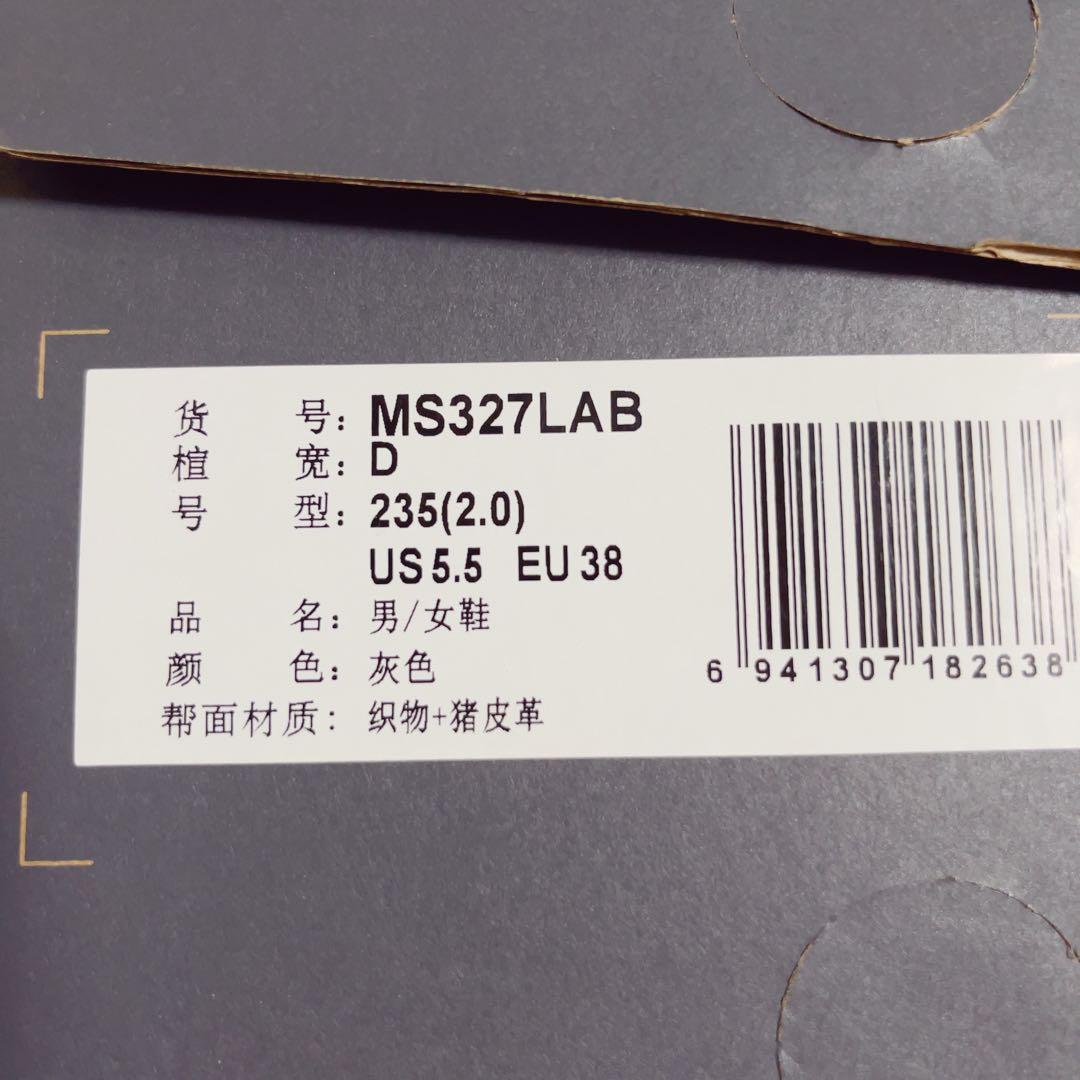 货 号: MS327LAB
楦 宽: D
号 型: 235(2.0)
US 5.5 EU 38
品 名: 男/女鞋
颜 色: 灰色
帮面材质: 织物+猪皮革
6 941307 182638